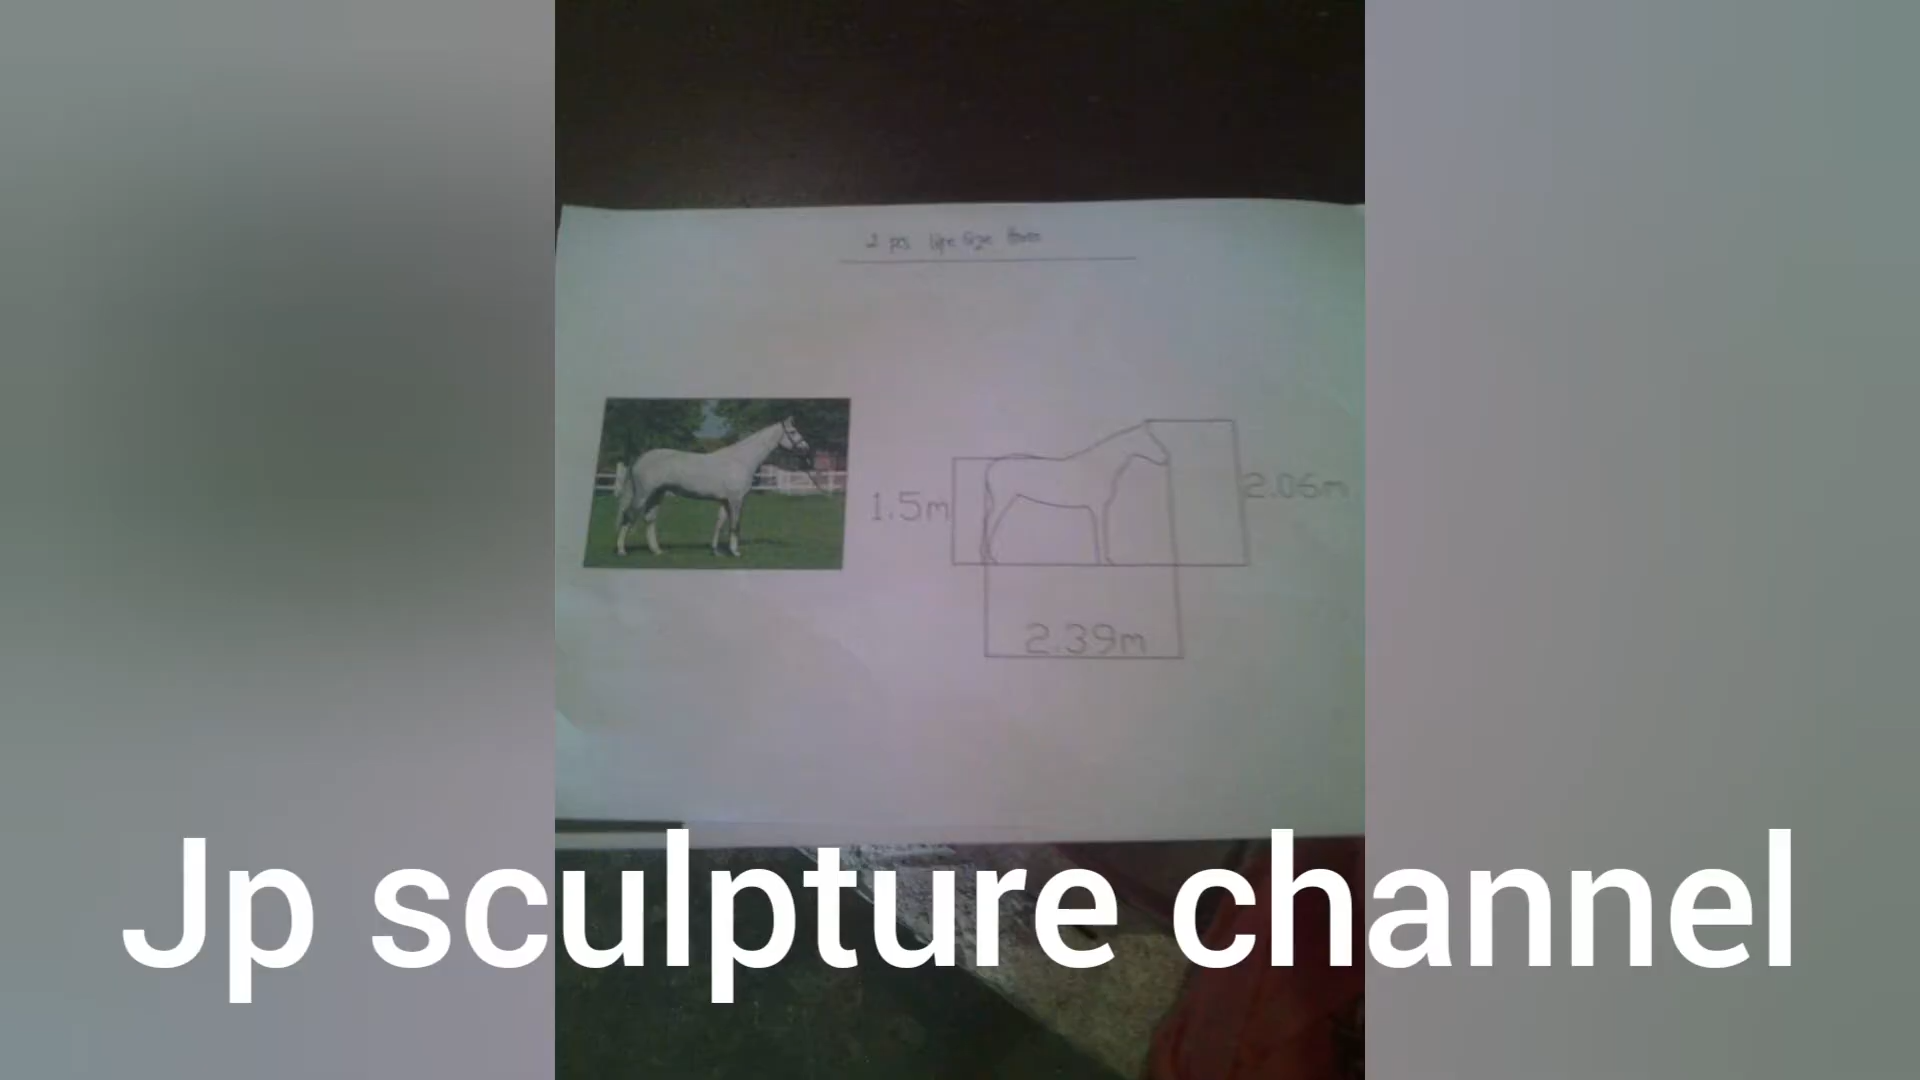 2 pcs life Size Horse
1.5m
2.06m
2.39m
Jp sculpture channel